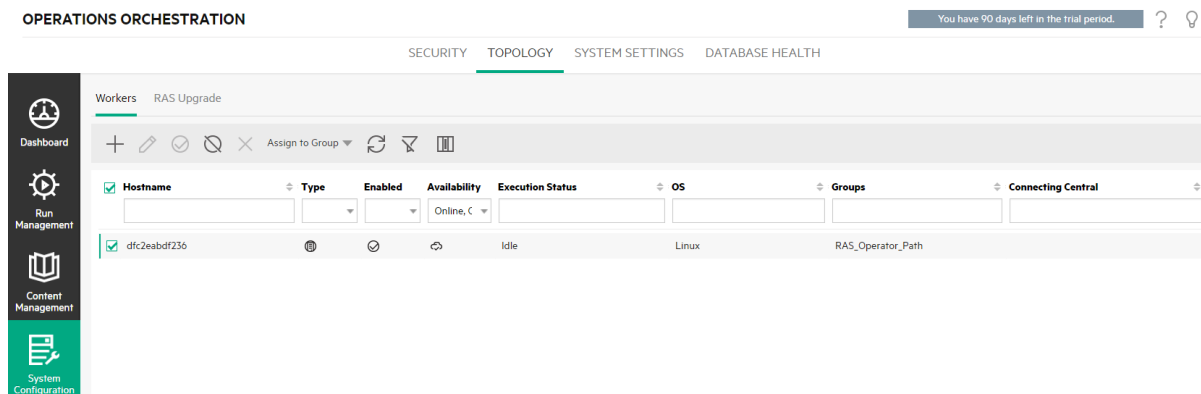 OPERATIONS ORCHESTRATION
You have 90 days left in the trial period.
SECURITY TOPOLOGY SYSTEM SETTINGS DATABASE HEALTH
Workers RAS Upgrade
Dashboard
Assign to Group
Hostname Type Enabled Availability Execution Status OS Groups Connecting Central
Online, C
Run
Management
dfc2eabdf236 Idle Linux RAS_Operator_Path
Content
Management
System
Configuration